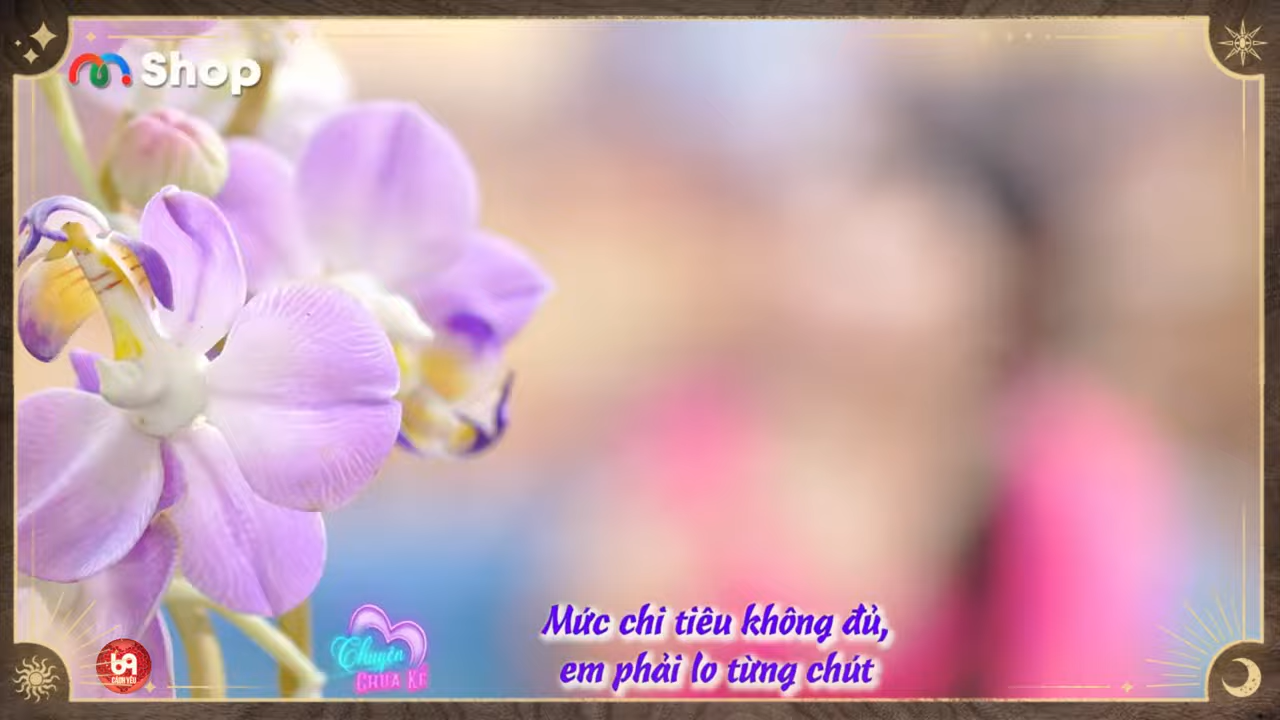 Shop
Mức chi tiêu không đủ,
em phải lo từng chút
Chuyện
CHƯA KỂ